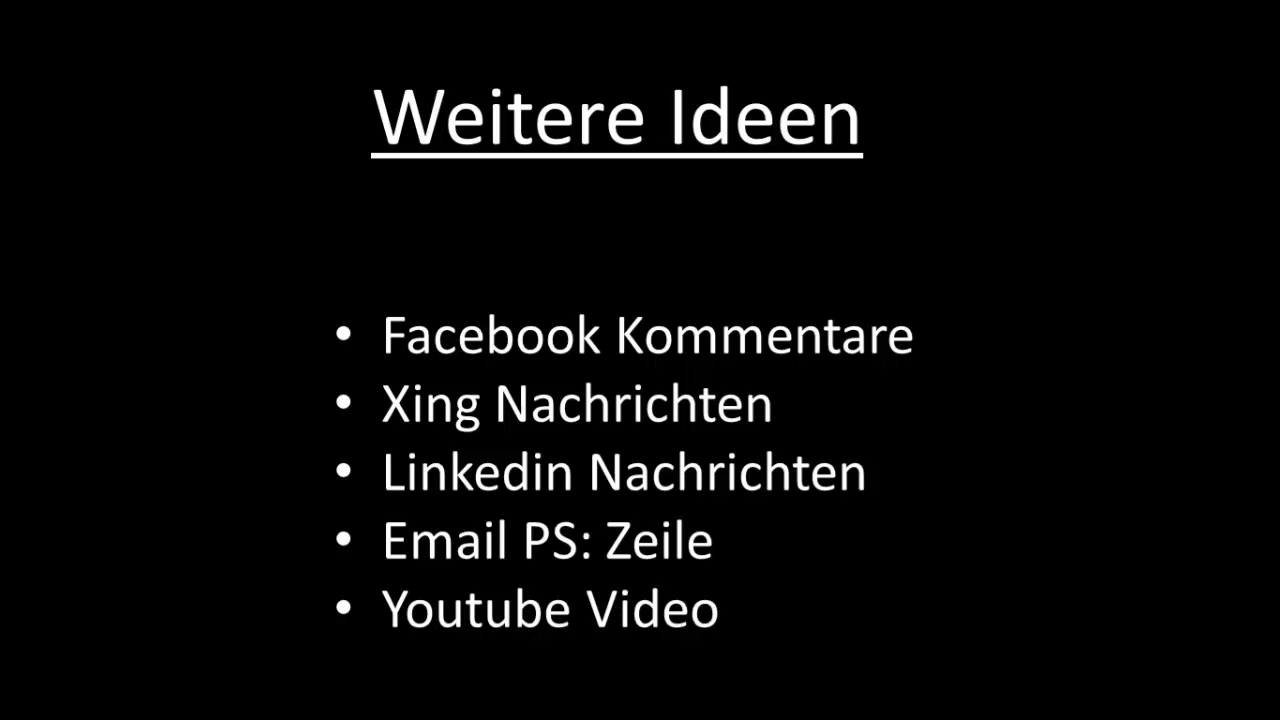 Weitere Ideen
• Facebook Kommentare
• Xing Nachrichten
• Linkedin Nachrichten
• Email PS: Zeile
• Youtube Video